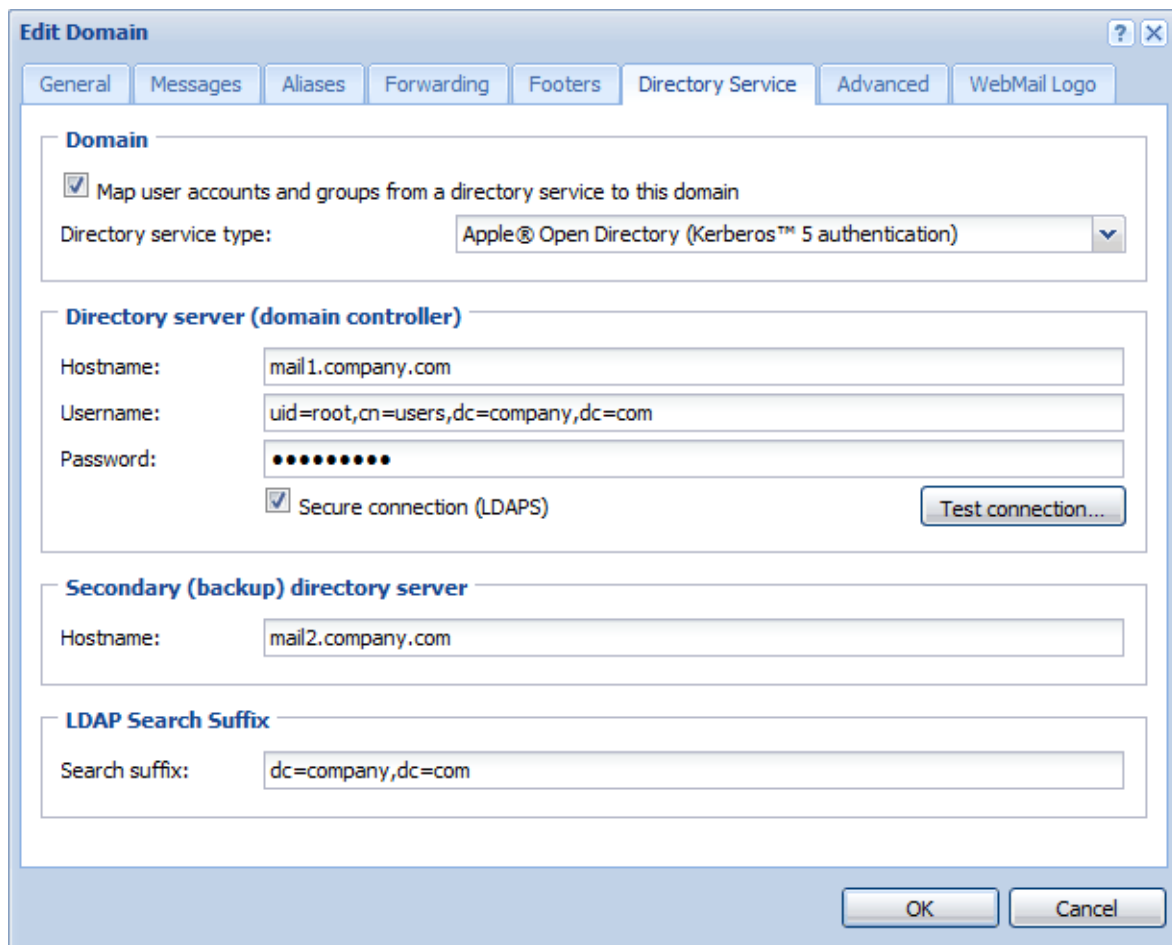 Edit Domain
?
General Messages Aliases Forwarding Footers Directory Service Advanced WebMail Logo
Domain
Map user accounts and groups from a directory service to this domain
Directory service type: Apple® Open Directory (Kerberos™ 5 authentication)
Directory server (domain controller)
Hostname: mail1.company.com
Username: uid=root,cn=users,dc=company,dc=com
Password: •••••••••
Secure connection (LDAPS) Test connection...
Secondary (backup) directory server
Hostname: mail2.company.com
LDAP Search Suffix
Search suffix: dc=company,dc=com
OK Cancel